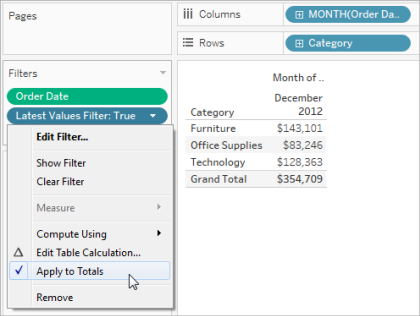 Pages
Columns
MONTH(Order Da..
Rows
Category
Filters
Order Date
Latest Values Filter: True
Edit Filter...
Show Filter
Clear Filter
Measure
Compute Using
Edit Table Calculation...
Apply to Totals
Remove
Month of ..
Category December 2012
Furniture $143,101
Office Supplies $83,246
Technology $128,363
Grand Total $354,709